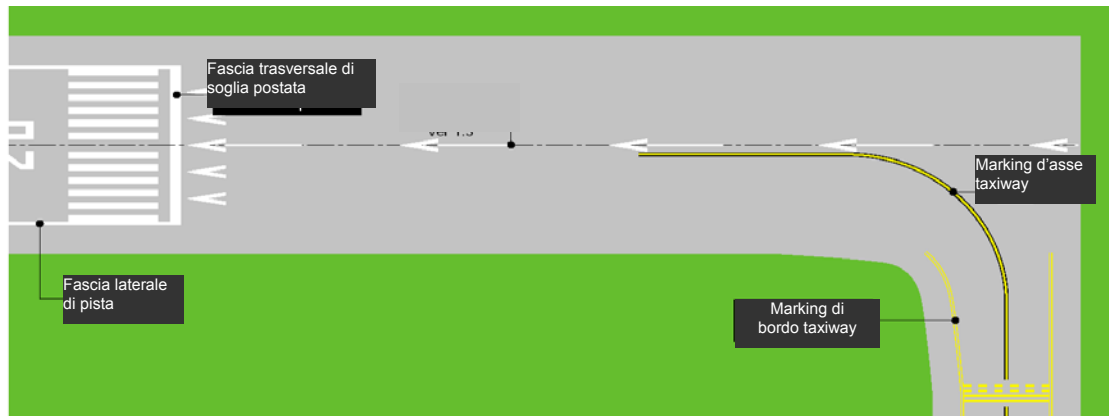 Fascia trasversale di
soglia postata
Marking d’asse
taxiway
Fascia laterale
di pista
Marking di
bordo taxiway